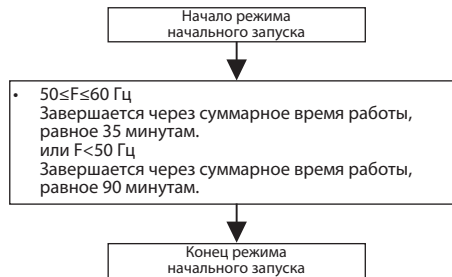 Начало режима
начального запуска
• 50≤F≤60 Гц
Завершается через суммарное время работы,
равное 35 минутам.
или F<50 Гц
Завершается через суммарное время работы,
равное 90 минутам.
Конец режима
начального запуска